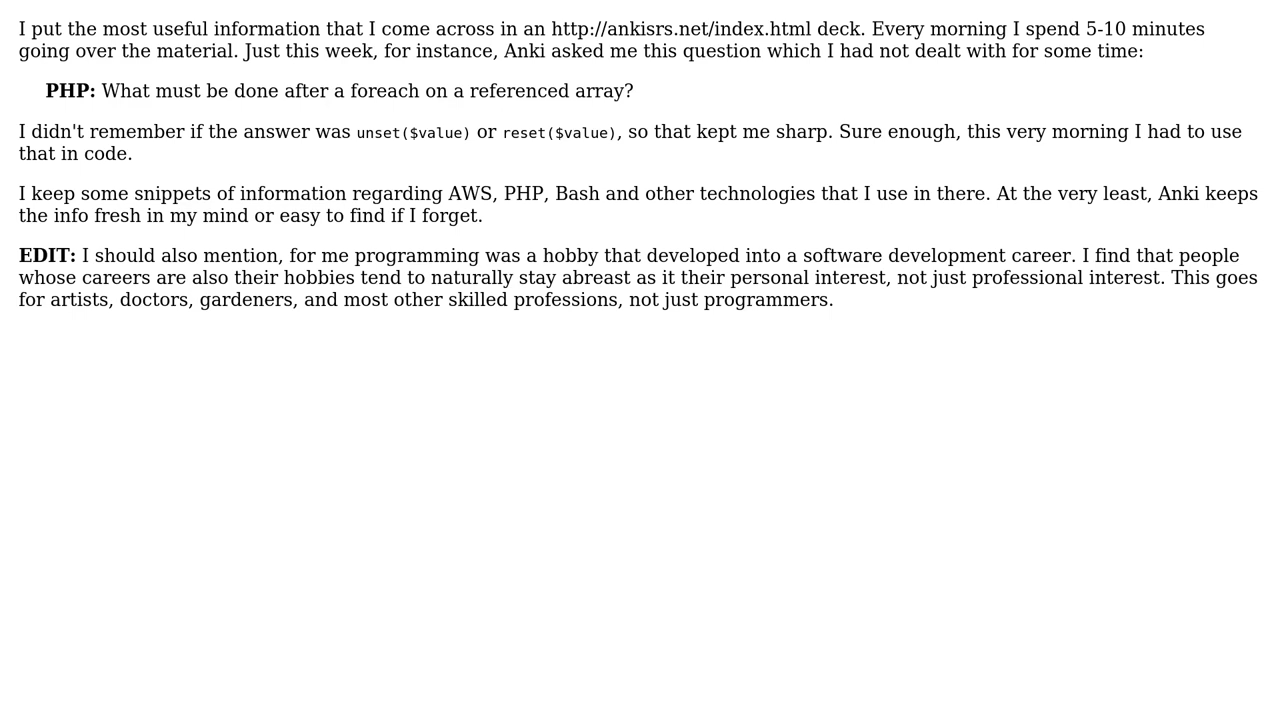 I put the most useful information that I come across in an http://ankisrs.net/index.html deck. Every morning I spend 5-10 minutes
going over the material. Just this week, for instance, Anki asked me this question which I had not dealt with for some time:
PHP: What must be done after a foreach on a referenced array?
I didn't remember if the answer was unset($value) or reset($value), so that kept me sharp. Sure enough, this very morning I had to use
that in code.
I keep some snippets of information regarding AWS, PHP, Bash and other technologies that I use in there. At the very least, Anki keeps
the info fresh in my mind or easy to find if I forget.
EDIT: I should also mention, for me programming was a hobby that developed into a software development career. I find that people
whose careers are also their hobbies tend to naturally stay abreast as it their personal interest, not just professional interest. This goes
for artists, doctors, gardeners, and most other skilled professions, not just programmers.